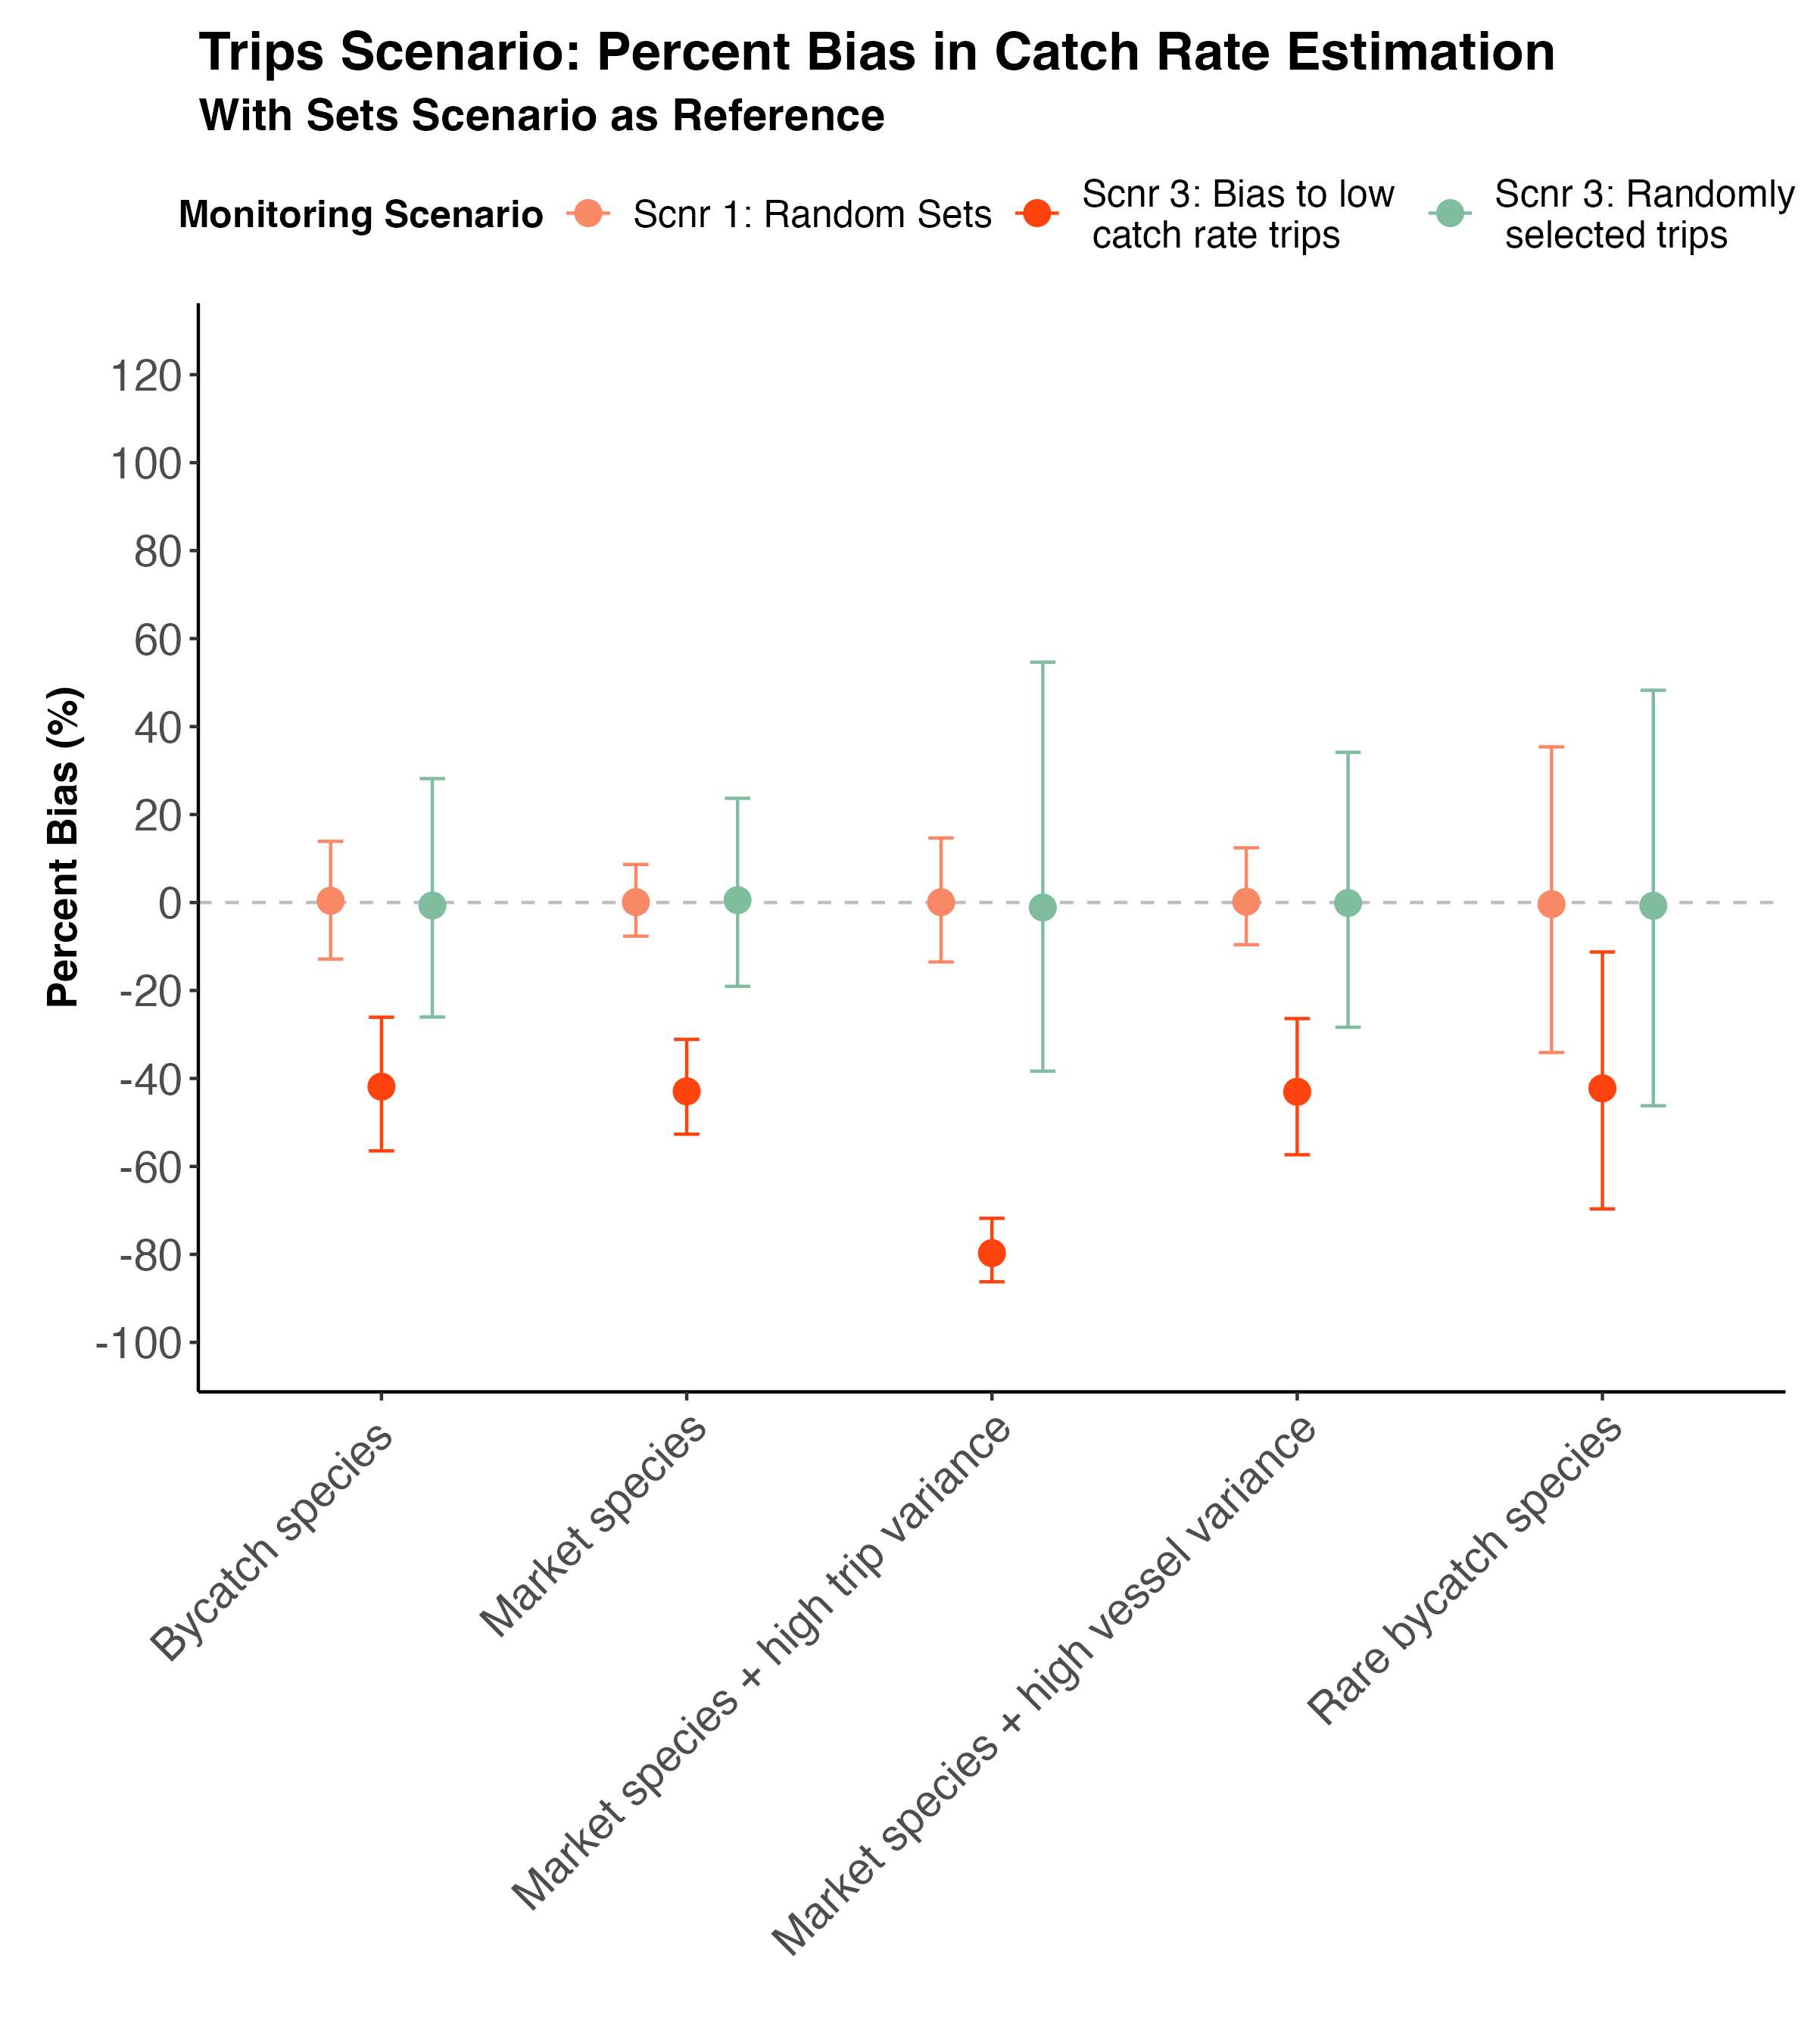 Trips Scenario: Percent Bias in Catch Rate Estimation
With Sets Scenario as Reference
Monitoring Scenario
Scnr 1: Random Sets
Scnr 3: Bias to low
catch rate trips
Scnr 3: Randomly
selected trips
Percent Bias (%)
120
100
80
60
40
20
0
-20
-40
-60
-80
-100
Bycatch species
Market species
Market species + high trip variance
Market species + high vessel variance
Rare bycatch species